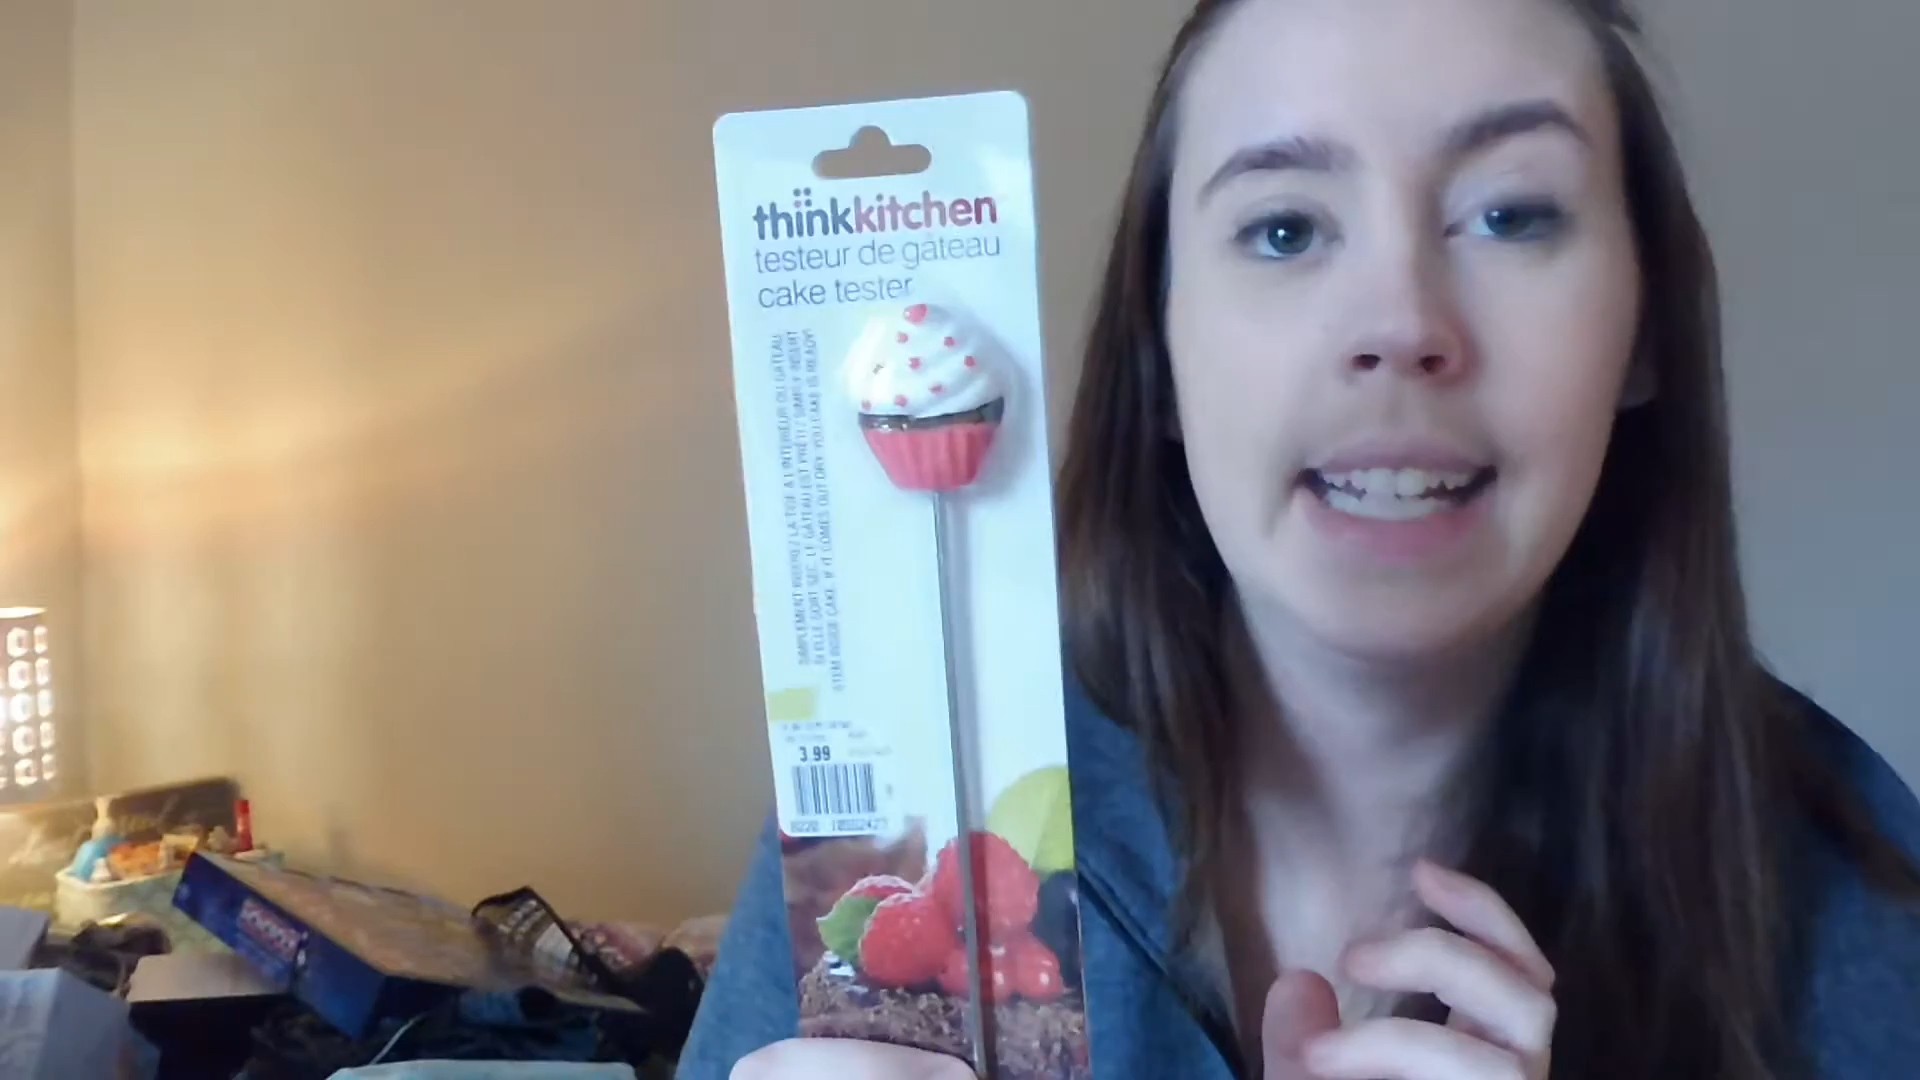 thinkkitchen
testeur de gâteau
cake tester
SIMPLEMENT INSÉREZ LA TIGE À L'INTÉRIEUR DU GÂTEAU
SI ELLE SORT SEC, LE GÂTEAU EST PRÊT! / SIMPLY INSERT
STEM INSIDE CAKE. IF IT COMES OUT DRY, YOU CAKE IS READY!
3.99